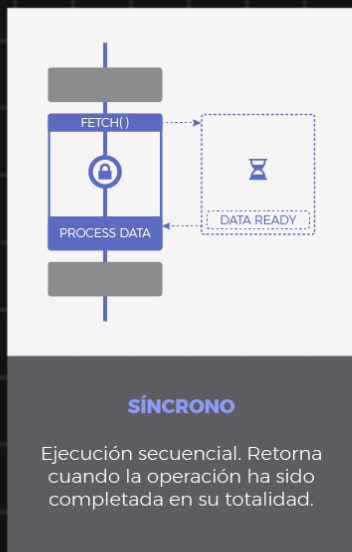 FETCH( )
DATA READY
PROCESS DATA
SÍNCRONO
Ejecución secuencial. Retorna
cuando la operación ha sido
completada en su totalidad.